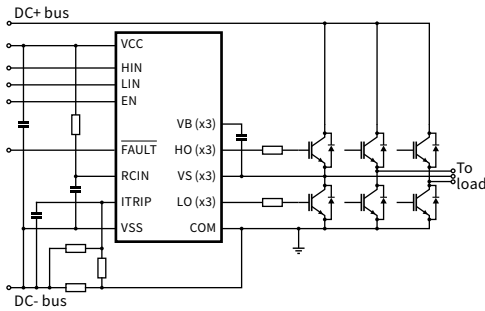 DC+ bus
VCC
HIN
LIN
EN
FAULT
RCIN
ITRIP
VSS
VB (x3)
HO (x3)
VS (x3)
LO (x3)
COM
To
load
DC- bus